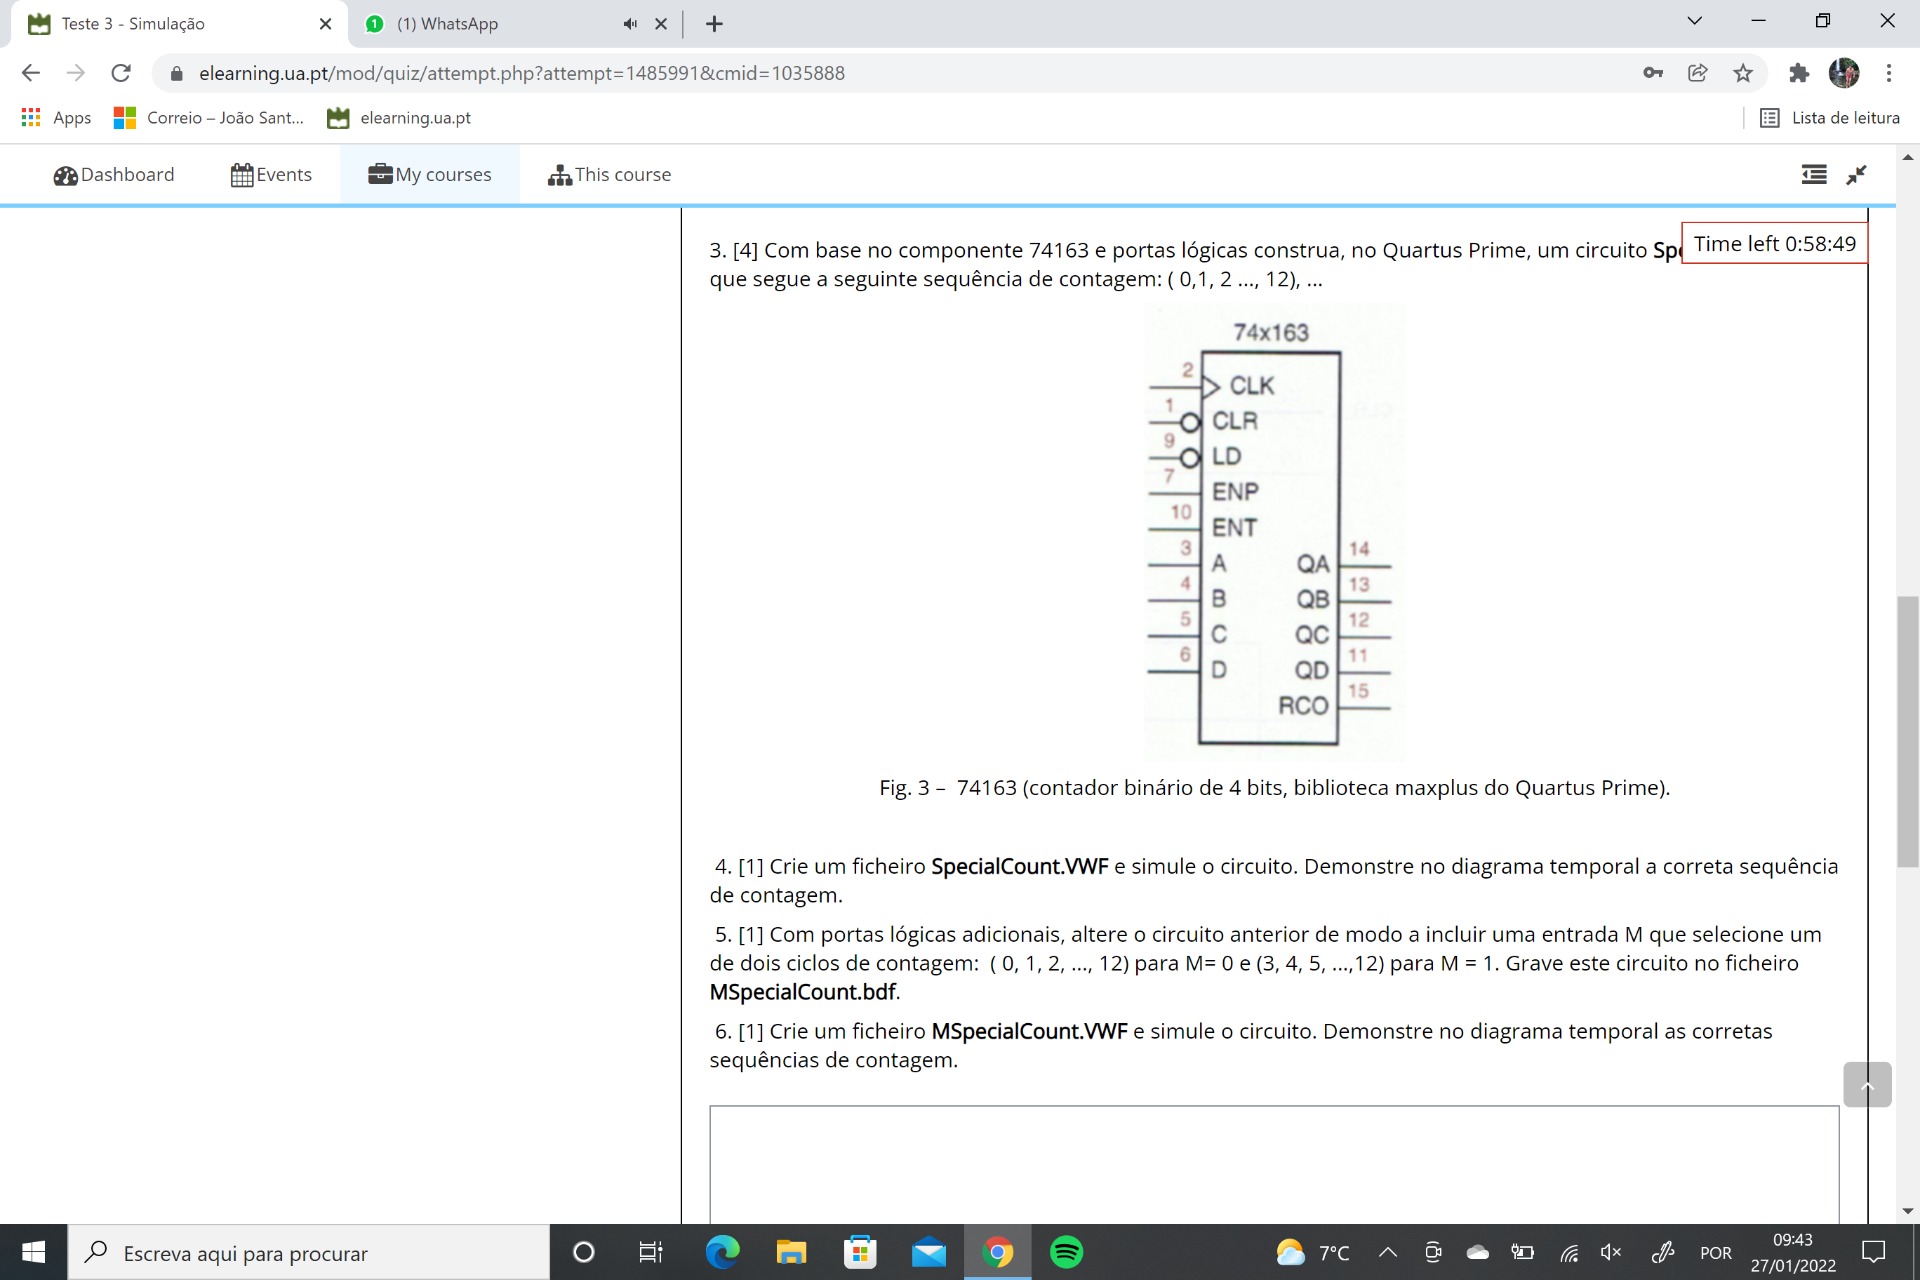 Teste 3 - Simulação
1
(1) WhatsApp
elearning.ua.pt/mod/quiz/attempt.php?attempt=1485991&cmid=1035888
Apps
Correio – João Sant...
elearning.ua.pt
Lista de leitura
Dashboard
Events
My courses
This course
Time left 0:58:49
3. [4] Com base no componente 74163 e portas lógicas construa, no Quartus Prime, um circuito
que segue a seguinte sequência de contagem: ( 0,1, 2 ..., 12), ...
74x163
2
CLK
1
CLR
9
LD
7
ENP
10
ENT
3
A
QA
14
4
B
QB
13
5
C
QC
12
6
D
QD
11
RCO
15
Fig. 3 – 74163 (contador binário de 4 bits, biblioteca maxplus do Quartus Prime).
4. [1] Crie um ficheiro SpecialCount.VWF e simule o circuito. Demonstre no diagrama temporal a correta sequência
de contagem.
5. [1] Com portas lógicas adicionais, altere o circuito anterior de modo a incluir uma entrada M que selecione um
de dois ciclos de contagem: ( 0, 1, 2, ..., 12) para M= 0 e (3, 4, 5, ...,12) para M = 1. Grave este circuito no ficheiro
MSpecialCount.bdf.
6. [1] Crie um ficheiro MSpecialCount.VWF e simule o circuito. Demonstre no diagrama temporal as corretas
sequências de contagem.
Escreva aqui para procurar
7°C
POR
09:43
27/01/2022